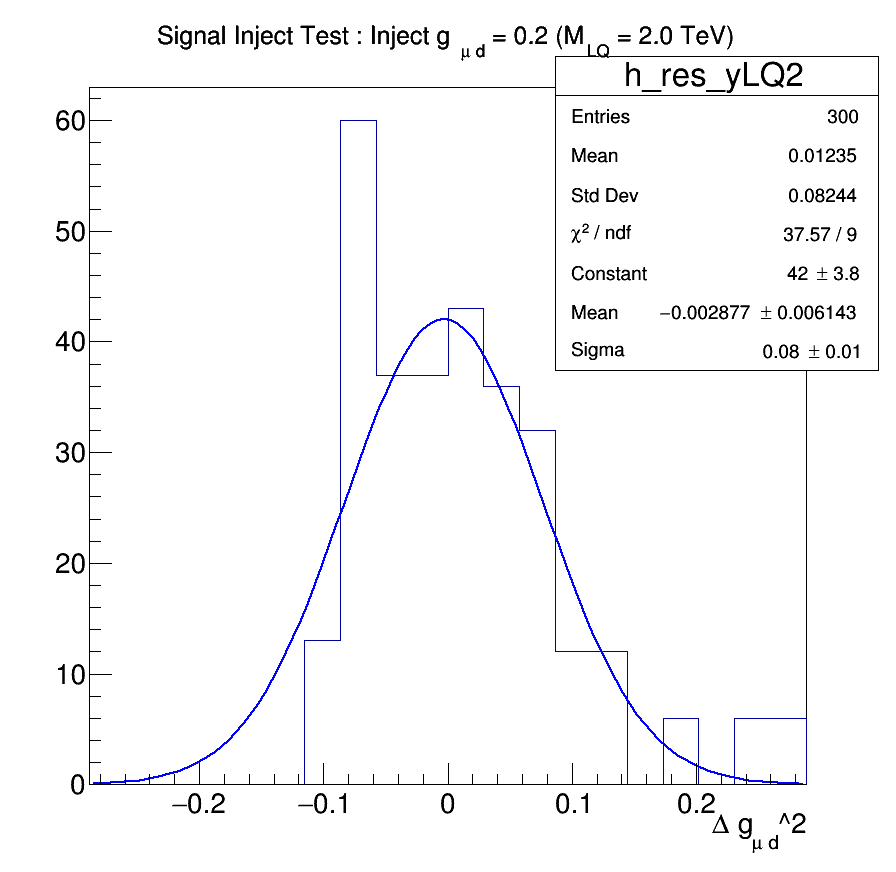 Signal Inject Test : Inject g μ d = 0.2 (M LQ = 2.0 TeV)
h_res_yLQ2
Entries 300
Mean 0.01235
Std Dev 0.08244
χ² / ndf 37.57 / 9
Constant 42 ± 3.8
Mean −0.002877 ± 0.006143
Sigma 0.08 ± 0.01
60
50
40
30
20
10
0
−0.2 −0.1 0 0.1 0.2
Δ g μ d ^2